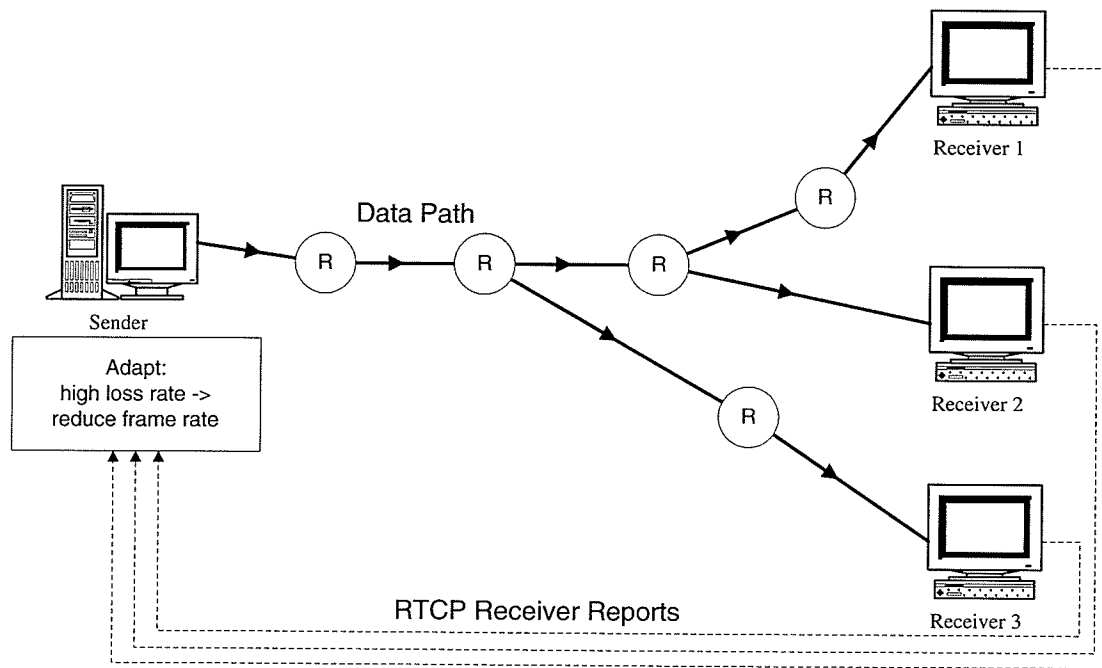 Receiver 1
R
Data Path
R
R
R
Sender
Adapt:
high loss rate ->
reduce frame rate
Receiver 2
R
RTCP Receiver Reports
Receiver 3